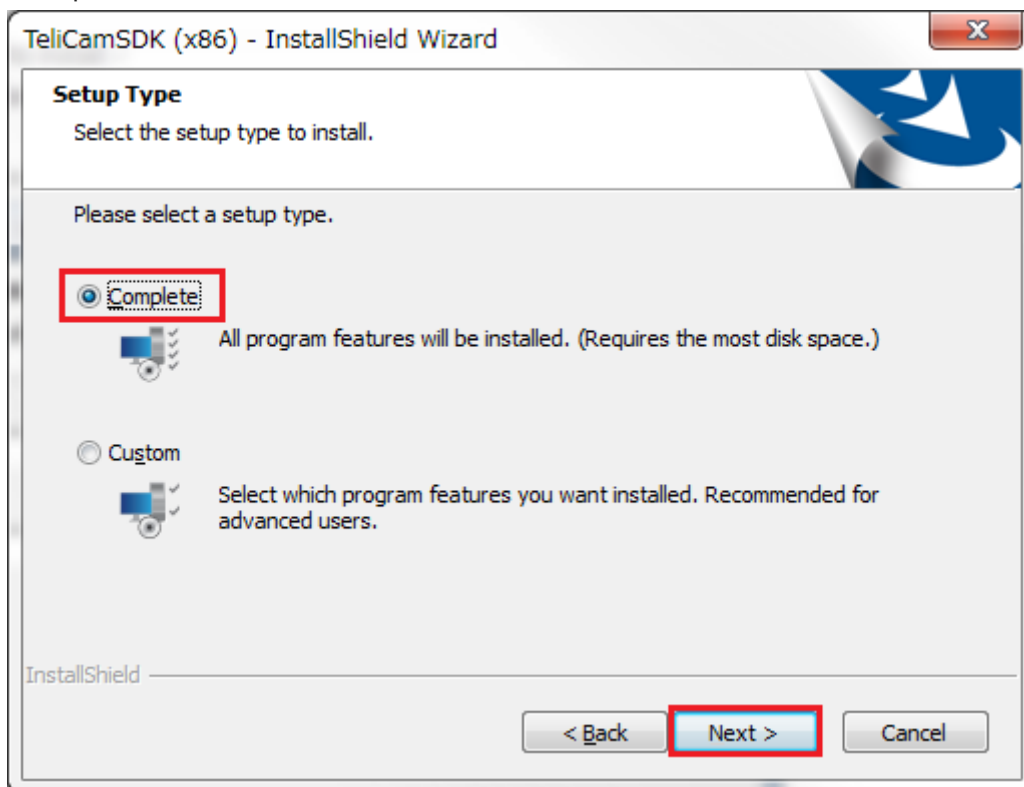 TeliCamSDK (x86) - InstallShield Wizard
Setup Type
Select the setup type to install.
Please select a setup type.
Complete
All program features will be installed. (Requires the most disk space.)
Custom
Select which program features you want installed. Recommended for
advanced users.
InstallShield
< Back
Next >
Cancel